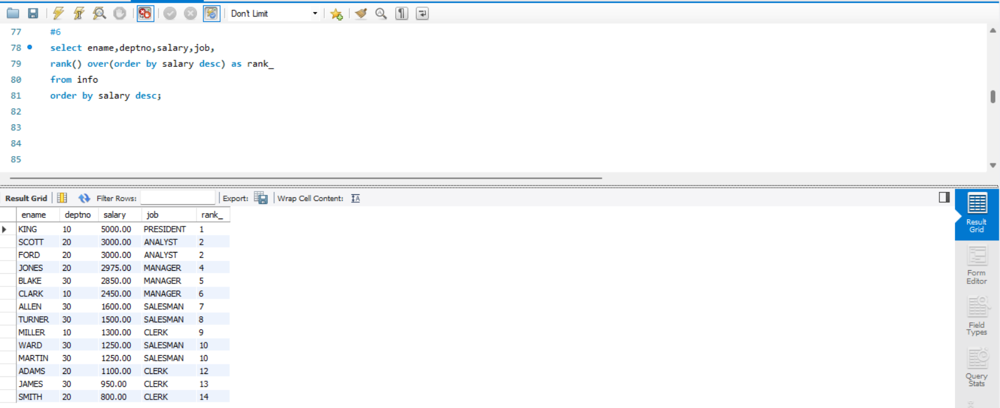 Don't Limit
77 #6
78 select ename,deptno,salary,job,
79 rank() over(order by salary desc) as rank_
80 from info
81 order by salary desc;
82
83
84
85
Result Grid Filter Rows: Export: Wrap Cell Content: IA
ename deptno salary job rank_
KING 10 5000.00 PRESIDENT 1
SCOTT 20 3000.00 ANALYST 2
FORD 20 3000.00 ANALYST 2
JONES 20 2975.00 MANAGER 4
BLAKE 30 2850.00 MANAGER 5
CLARK 10 2450.00 MANAGER 6
ALLEN 30 1600.00 SALESMAN 7
TURNER 30 1500.00 SALESMAN 8
MILLER 10 1300.00 CLERK 9
WARD 30 1250.00 SALESMAN 10
MARTIN 30 1250.00 SALESMAN 10
ADAMS 20 1100.00 CLERK 12
JAMES 30 950.00 CLERK 13
SMITH 20 800.00 CLERK 14
Result
Grid
Form
Editor
Field
Types
Query
Stats